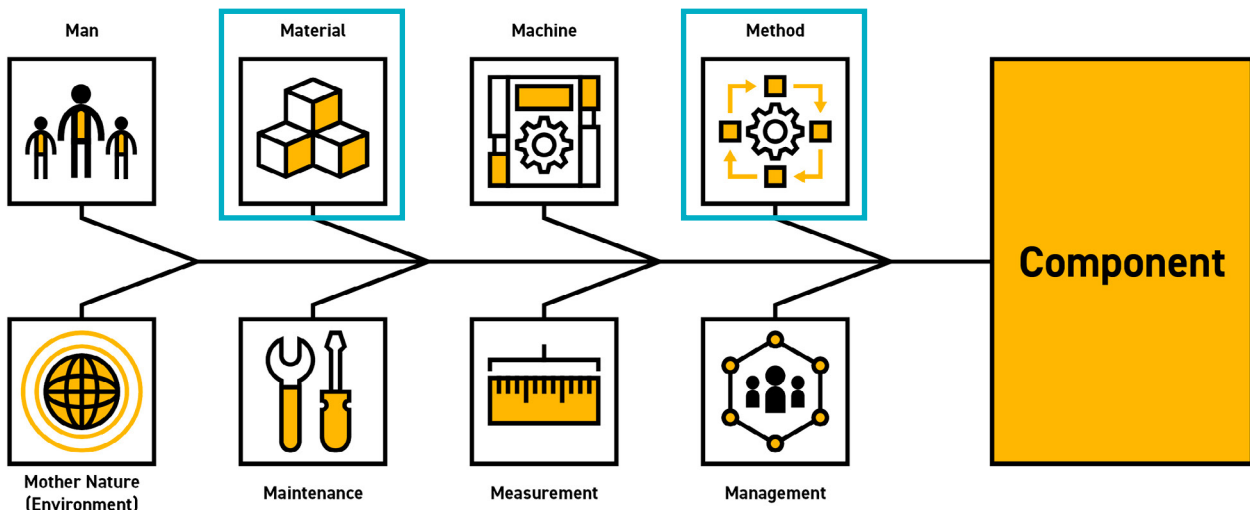 Man
Material
Machine
Method
Component
Mother Nature
(Environment)
Maintenance
Measurement
Management